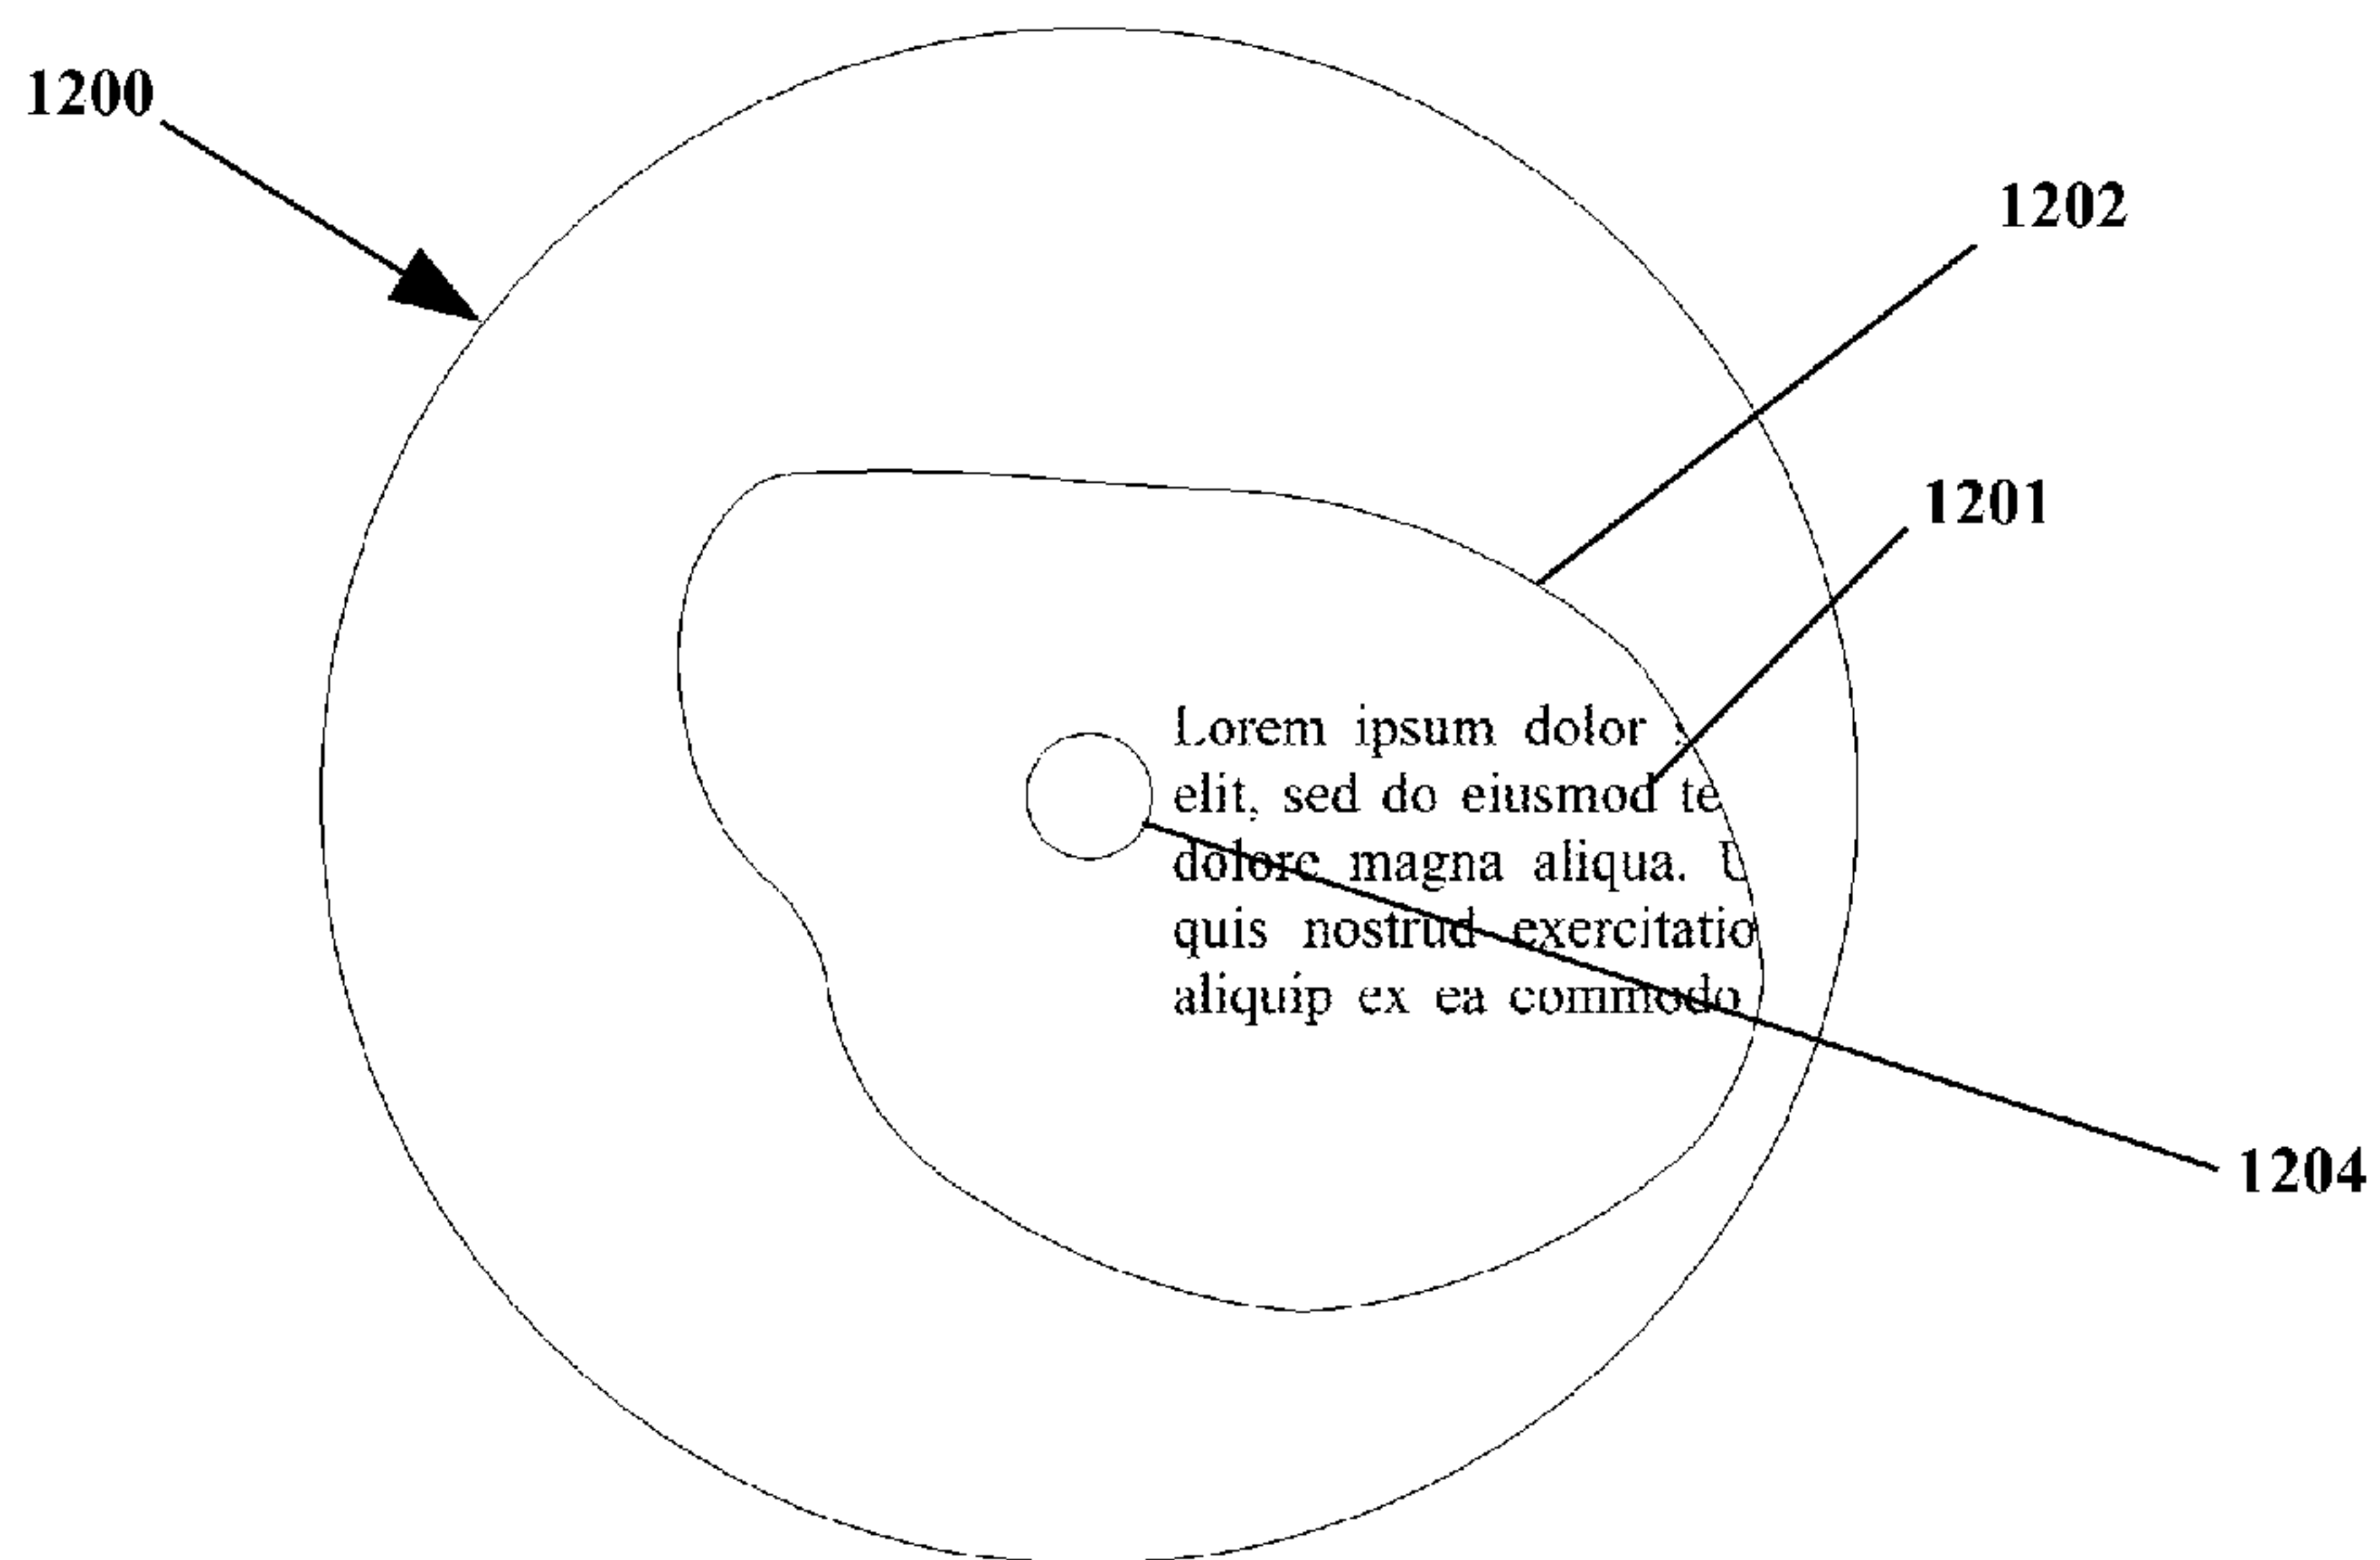 1200
1202
1201
Lorem ipsum dolor
elit, sed do eiusmod te
dolore magna aliqua. U
quis nostrud exercitatio
aliquip ex ea commodo
1204